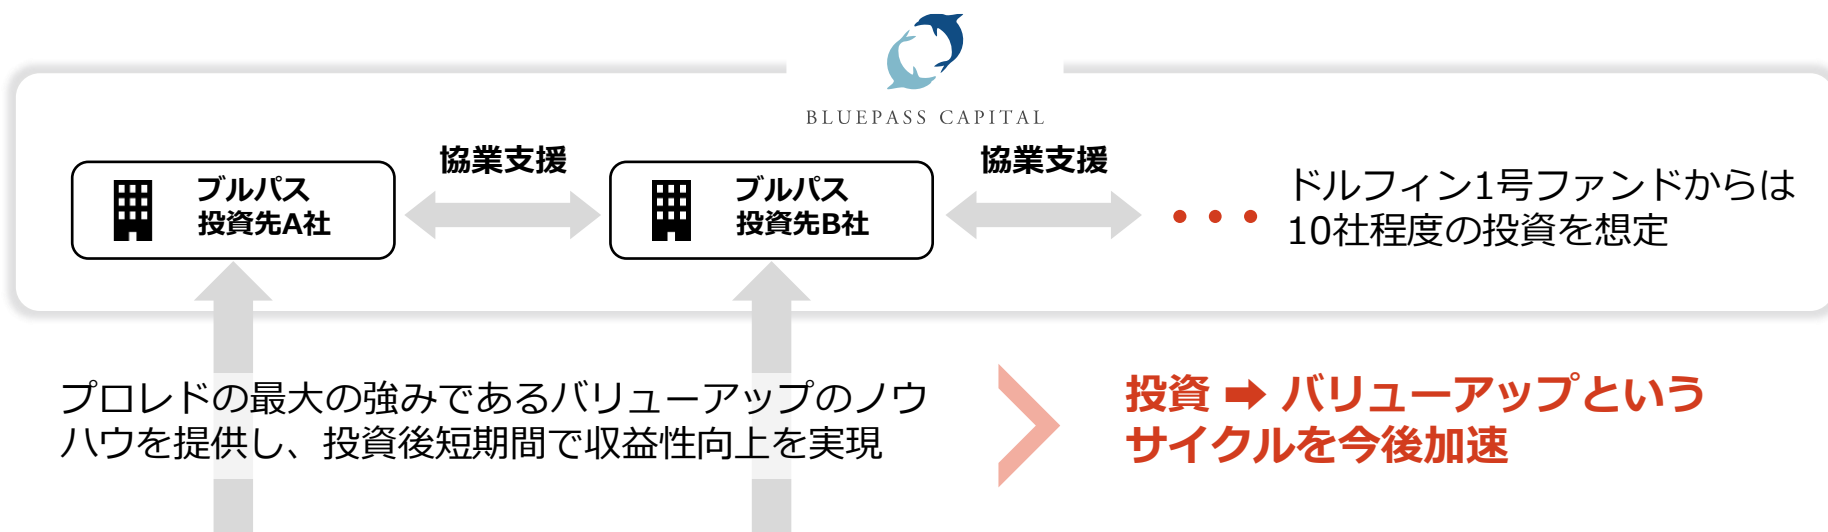 BLUEPASS CAPITAL
協業支援
協業支援
ブルパス
投資先A社
ブルパス
投資先B社
・・・
ドルフィン1号ファンドからは
10社程度の投資を想定
プロレドの最大の強みであるバリューアップのノウ
ハウを提供し、投資後短期間で収益性向上を実現
投資 ➡ バリューアップという
サイクルを今後加速